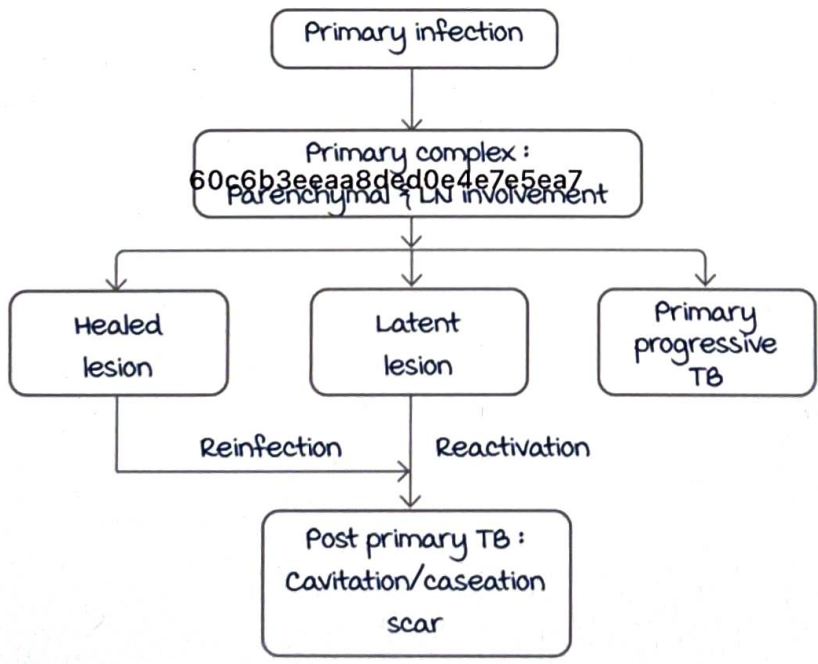 Primary infection
Primary complex :
60c6b3eeaa8ded0e4e7e5ea7
Parenchymal & LN involvement
Healed
lesion
Latent
lesion
Primary
progressive
TB
Reinfection
Reactivation
Post primary TB :
Cavitation/caseation
scar